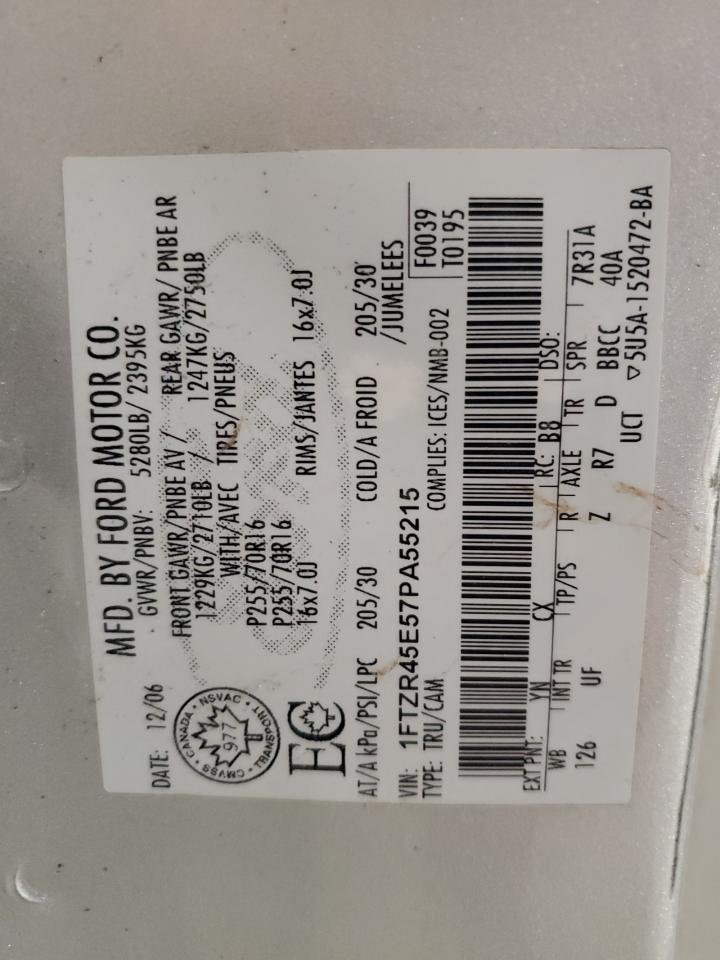 MFD. BY FORD MOTOR CO.
DATE: 12/06 GVWR/PNBV: 5280LB/ 2395KG
FRONT GAWR/PNBE AV / REAR GAWR/ PNBE AR
1229KG/2710LB / 1247KG/2750LB
WITH/AVEC TIRES/PNEUS
P255/70R16
P255/70R16 RIMS/JANTES 16x7.0J
16x7.0J
CANADA • NSVAC • TRANSPORT • CMVSS
977
EC
AT/A kPa/PSI/LPC 205/30 COLD/A FROID 205/30
/JUMELEES
VIN: 1FTZR45E57PA55215
TYPE: TRU/CAM COMPLIES: ICES/NMB-002
F0039
T0195
EXT PNT: YN CX RC: B8 DSO:
WB INT TR TP/PS R AXLE TR SPR 7R31A
126 UF Z R7 D BBCC 40A
UCT ▽5U5A-1520472-BA